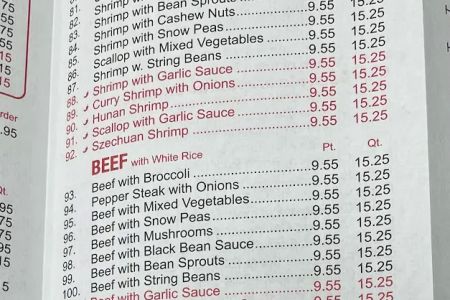 81. Shrimp 15.25
82. Shrimp with Bean Sprouts 9.55 15.25
83. Shrimp with Cashew Nuts 9.55 15.25
84. Shrimp with Snow Peas 9.55 15.25
85. Scallop with Mixed Vegetables 9.55 15.25
86. Shrimp w. String Beans 9.55 15.25
87. Shrimp with Garlic Sauce 9.55 15.25
88. Curry Shrimp with Onions 9.55 15.25
89. Hunan Shrimp 9.55 15.25
90. Scallop with Garlic Sauce 9.55 15.25
91. Szechuan Shrimp 9.55 15.25
92.
BEEF with White Rice Pt. Qt.
93. Beef with Broccoli 9.55 15.25
94. Pepper Steak with Onions 9.55 15.25
95. Beef with Mixed Vegetables 9.55 15.25
96. Beef with Snow Peas 9.55 15.25
97. Beef with Mushrooms 9.55 15.25
98. Beef with Black Bean Sauce 9.55 15.25
99. Beef with Bean Sprouts 9.55 15.25
100. Beef with String Beans 9.55 15.25
Beef with Garlic Sauce 9.55 15.25